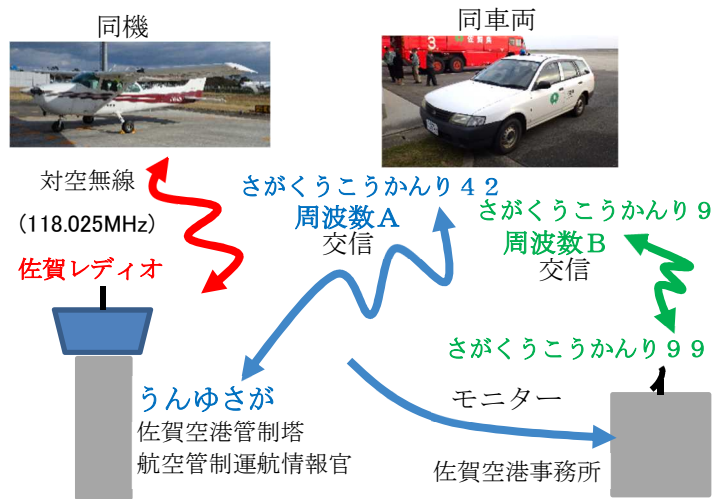 同機
同車両
対空無線
(118.025MHz)
佐賀レディオ
さがくうこうかんり４２
周波数Ａ
交信
さがくうこうかんり９
周波数Ｂ
交信
さがくうこうかんり９９
うんゆさが
佐賀空港管制塔
航空管制運航情報官
モニター
佐賀空港事務所
３